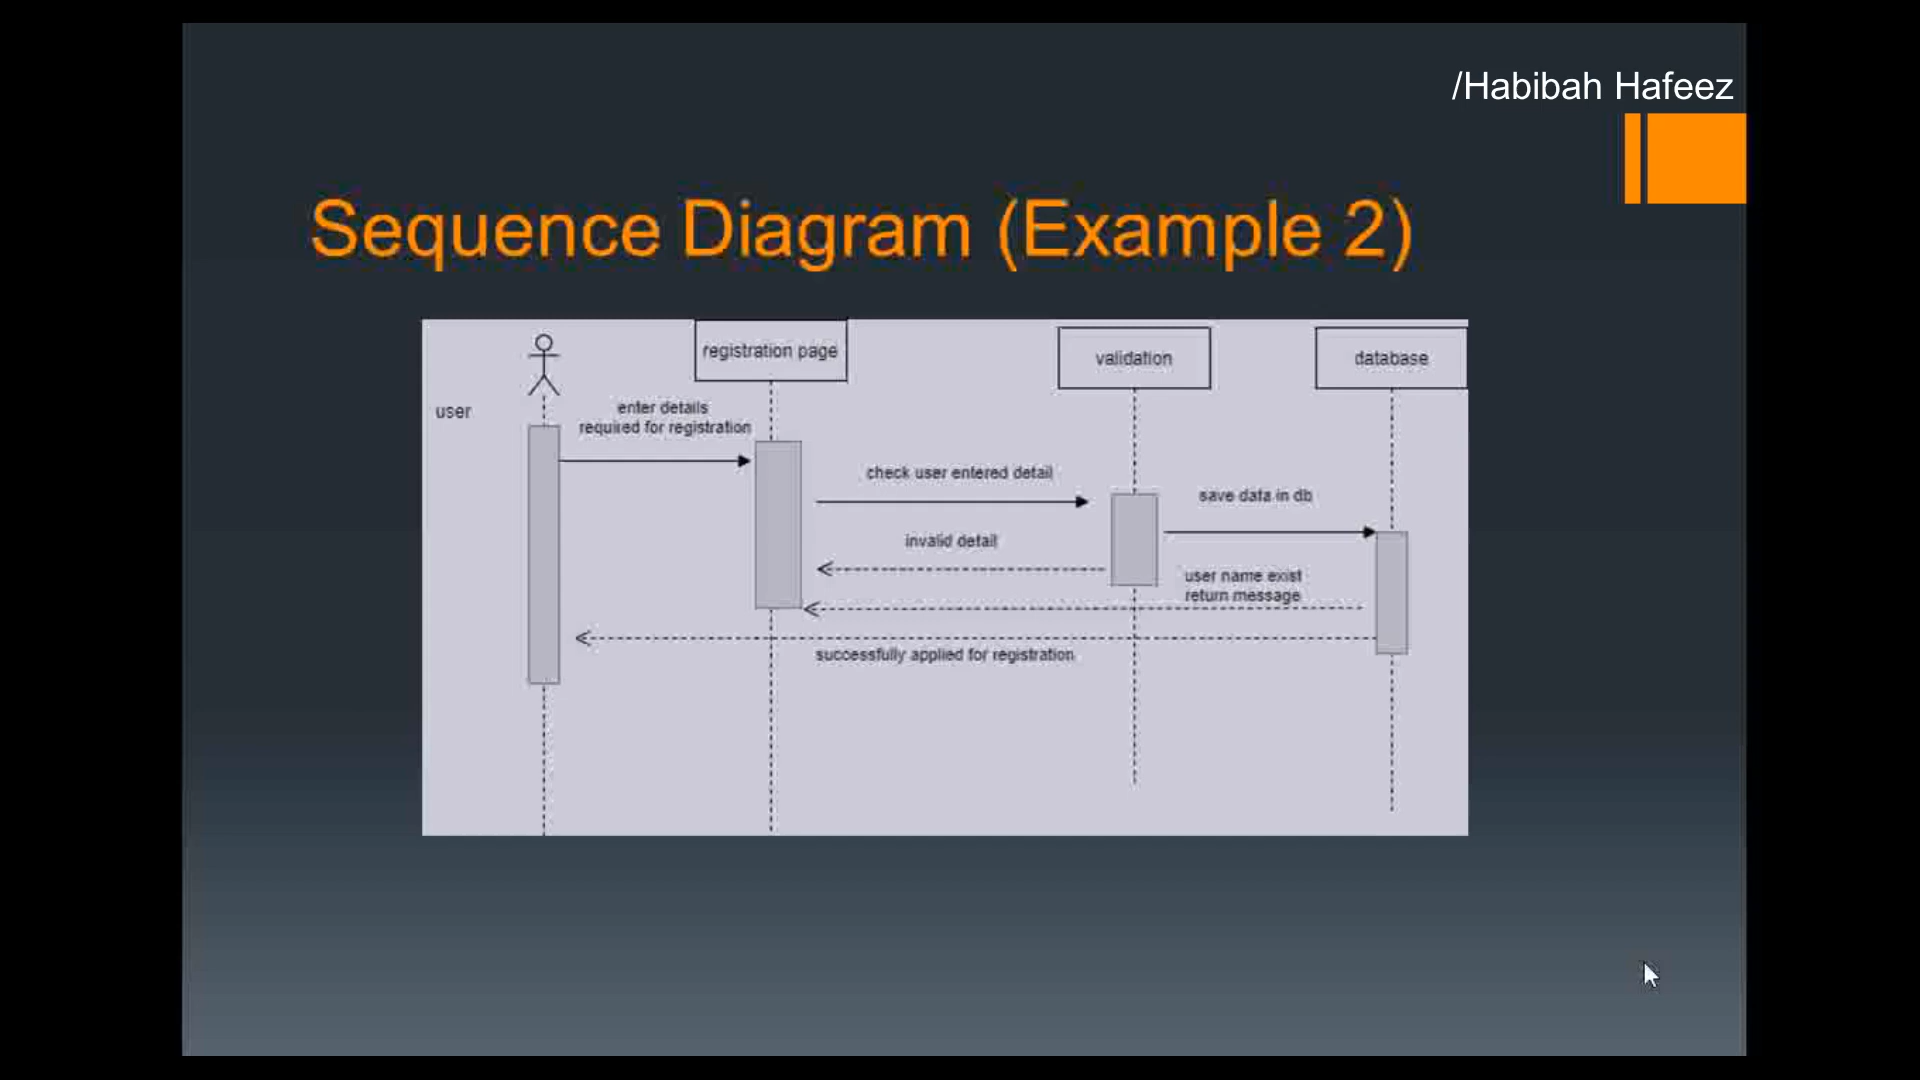 /Habibah Hafeez
Sequence Diagram (Example 2)
registration page
validation
database
user
enter details
required for registration
check user entered detail
save data in db
invalid detail
user name exist
return message
successfully applied for registration